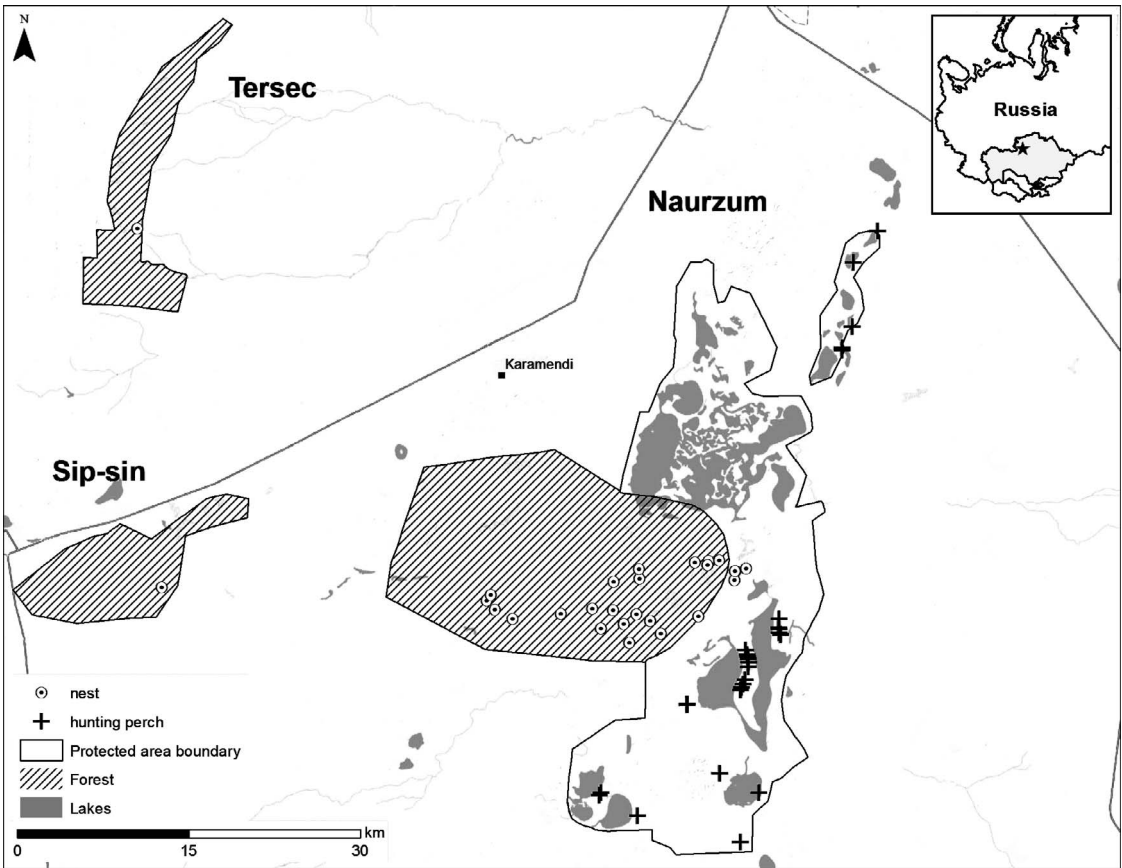 N
Tersec
Russia
Naurzum
Karamendi
Sip-sin
nest
hunting perch
Protected area boundary
Forest
Lakes
km
0 15 30